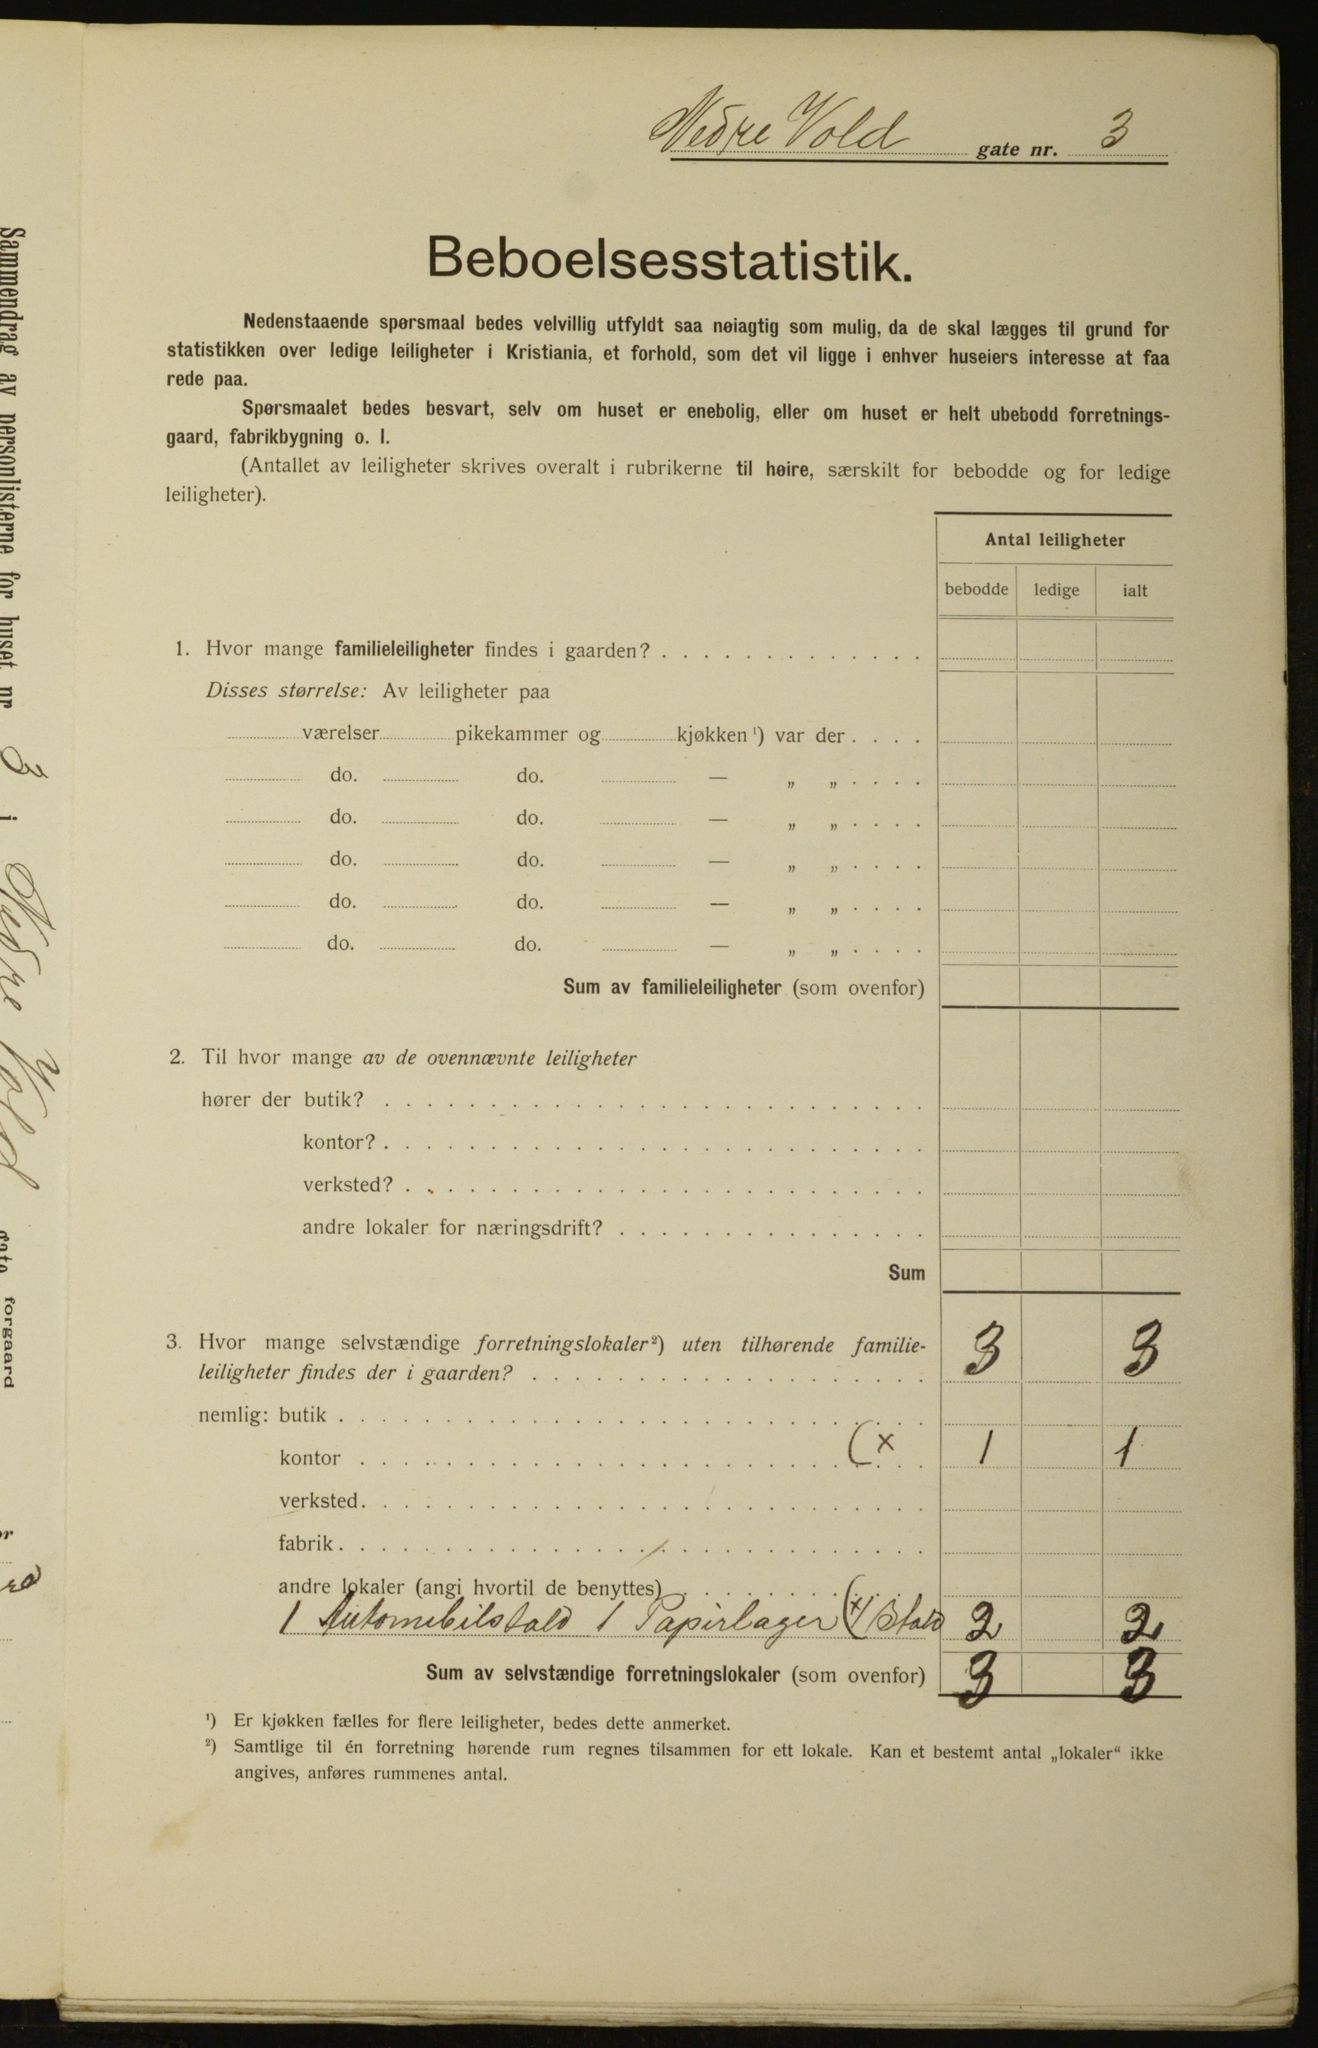 Nedre Vold gate nr. 3
Beboelsesstatistik.
Nedenstaaende spørsmaal bedes velvillig utfyldt saa nøiagtig som mulig, da de skal lægges til grund for
statistikken over ledige leiligheter i Kristiania, et forhold, som det vil ligge i enhver huseiers interesse at faa
rede paa.
Spørsmaalet bedes besvart, selv om huset er enebolig, eller om huset er helt ubebodd forretnings-
gaard, fabrikbygning o. l.
(Antallet av leiligheter skrives overalt i rubrikerne til høire, særskilt for bebodde og for ledige
leiligheter).
Antal leiligheter
bebodde ledige ialt
1. Hvor mange familieleiligheter findes i gaarden? . . . . . . . . . . . . .
Disses størrelse: Av leiligheter paa
værelser pikekammer og kjøkken ¹) var der . . . .
do. do. — „ „ . . . .
do. do. — „ „ . . . .
do. do. — „ „ . . . .
do. do. — „ „ . . . .
do. do. — „ „ . . . .
Sum av familieleiligheter (som ovenfor)
2. Til hvor mange av de ovennævnte leiligheter
hører der butik? . . . . . . . . . . . . . . . . . . . . . . . . . .
kontor? . . . . . . . . . . . . . . . . . . . . . . . . . .
verksted? . . . . . . . . . . . . . . . . . . . . . . . . .
andre lokaler for næringsdrift? . . . . . . . . . . . . . . .
Sum
3. Hvor mange selvstændige forretningslokaler²) uten tilhørende familie-
leiligheter findes der i gaarden? . . . . . . . . . . . . . . . . . . . 3 3
nemlig: butik . . . . . . . . . . . . . . . . . . . . . . . . . . . .
kontor . . . . . . . . . . . . . . . . . . . . . . . (x 1 1
verksted. . . . . . . . . . . . . . . . . . . . . . . . . . .
fabrik. . . . . . . . . . . . . . . . . . . . . . . . . . . .
andre lokaler (angi hvortil de benyttes) . . . . . . . . . . . .
1 Automobilstald 1 Papirlager (x 1 Stald 2 2
Sum av selvstændige forretningslokaler (som ovenfor) 3 3
¹) Er kjøkken fælles for flere leiligheter, bedes dette anmerket.
²) Samtlige til én forretning hørende rum regnes tilsammen for ett lokale. Kan et bestemt antal „lokaler“ ikke
angives, anføres rummenes antal.
Sammendrag av personlisterne for huset nr 3 i Nedre Vold
forgaard